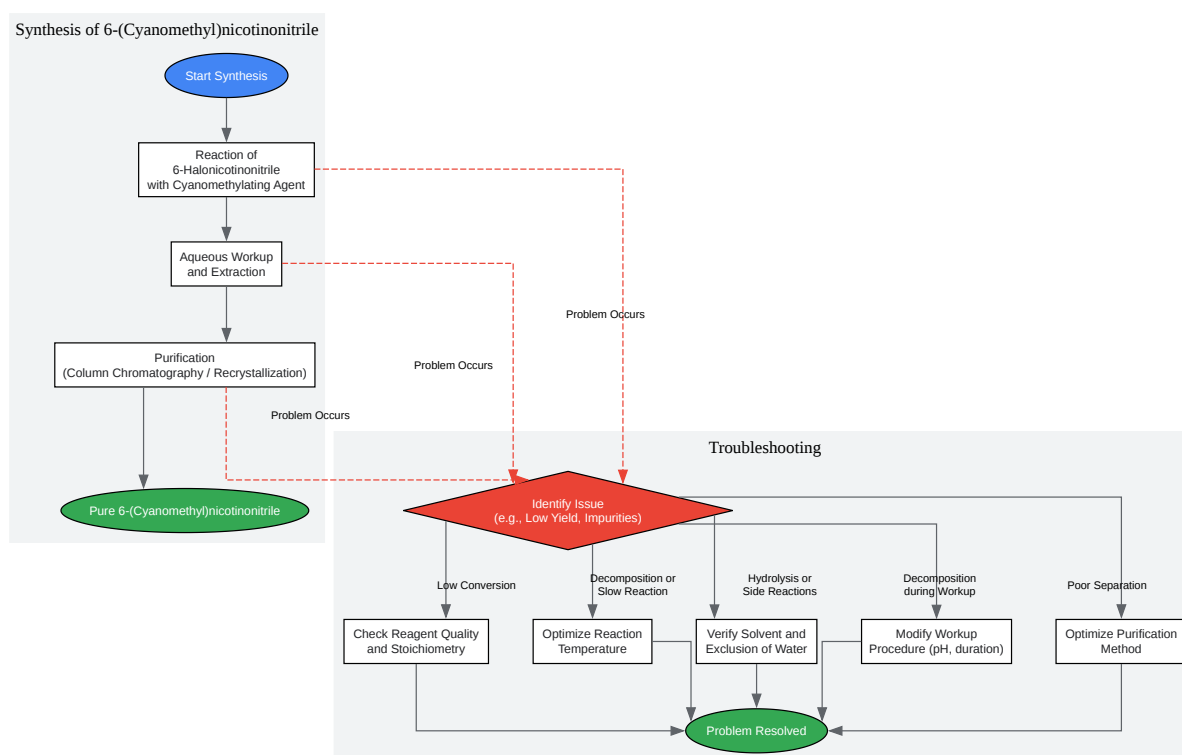 Synthesis of 6-(Cyanomethyl)nicotinonitrile
Start Synthesis
Reaction of
6-Halonicotinonitrile
with Cyanomethylating Agent
Aqueous Workup
and Extraction
Problem Occurs
Purification
(Column Chromatography / Recrystallization)
Problem Occurs
Problem Occurs
Troubleshooting
Pure 6-(Cyanomethyl)nicotinonitrile
Identify Issue
(e.g., Low Yield, Impurities)
Low Conversion
Decomposition or
Slow Reaction
Hydrolysis or
Side Reactions
Decomposition
during Workup
Poor Separation
Check Reagent Quality
and Stoichiometry
Optimize Reaction
Temperature
Verify Solvent and
Exclusion of Water
Modify Workup
Procedure (pH, duration)
Optimize Purification
Method
Problem Resolved